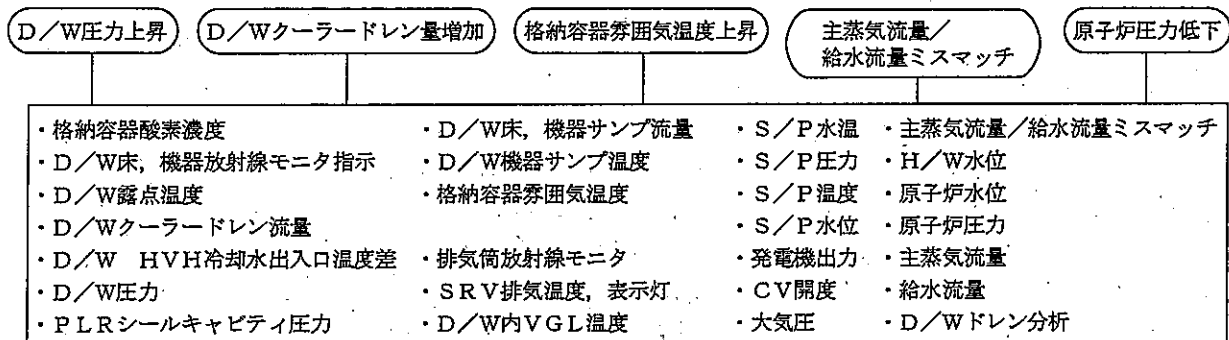 D／W圧力上昇
D／Wクーラードレン量増加
格納容器雰囲気温度上昇
主蒸気流量／
給水流量ミスマッチ
原子炉圧力低下
・格納容器酸素濃度 ・D／W床，機器サンプ流量 ・S／P水温 ・主蒸気流量／給水流量ミスマッチ
・D／W床，機器放射線モニタ指示 ・D／W機器サンプ温度 ・S／P圧力 ・H／W水位
・D／W露点温度 ・格納容器雰囲気温度 ・S／P温度 ・原子炉水位
・D／Wクーラードレン流量 ・S／P水位 ・原子炉圧力
・D／W　HVH冷却水出入口温度差 ・排気筒放射線モニタ ・発電機出力 ・主蒸気流量
・D／W圧力 ・SRV排気温度，表示灯 ・CV開度 ・給水流量
・PLRシールキャビティ圧力 ・D／W内VGL温度 ・大気圧 ・D／Wドレン分析